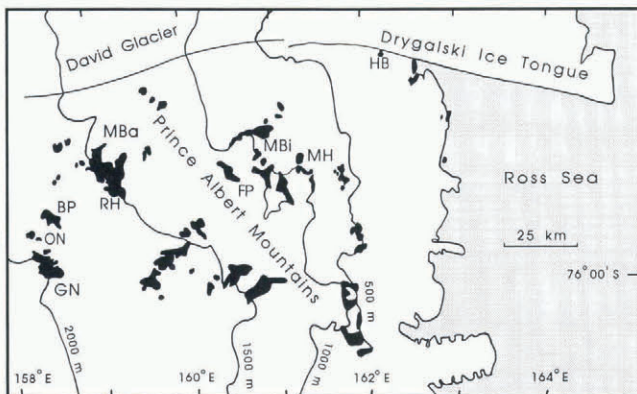 David Glacier
Drygalski Ice Tongue
HB
MBa
MBi
MH
Prince Albert Mountains
FP
RH
Ross Sea
BP
ON
GN
25 km
76°00's
500 m
2000 m
1500 m
1000 m
158°E
160°E
162°E
164°E